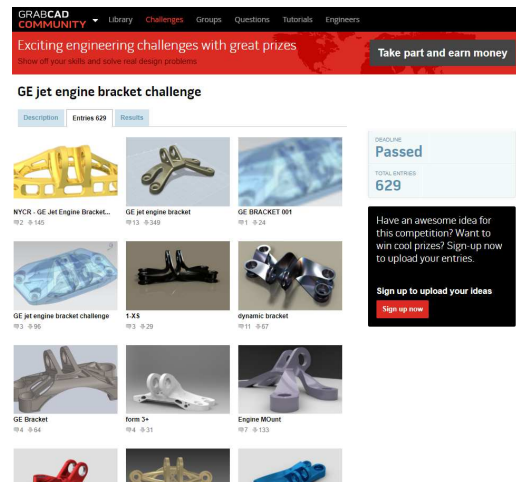 GRABCAD
COMMUNITY
Library Challenges Groups Questions Tutorials Engineers
Exciting engineering challenges with great prizes
Show off your skills and solve real design problems
Take part and earn money
GE jet engine bracket challenge
Description Entries 629 Results
NYCR - GE Jet Engine Bracket...
2 145
GE jet engine bracket
13 349
GE BRACKET 001
1 24
GE jet engine bracket challenge
3 96
1-XS
3 29
dynamic bracket
11 67
GE Bracket
4 64
form 3+
4 31
Engine MOunt
7 133
DEADLINE
Passed
TOTAL ENTRIES
629
Have an awesome idea for
this competition? Want to
win cool prizes? Sign-up now
to upload your entries.
Sign up to upload your ideas
Sign up now